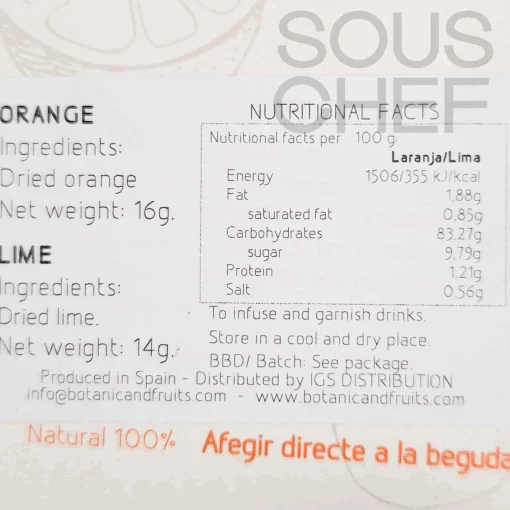 SOUS
CHEF
ORANGE
Ingredients:
Dried orange
Net weight: 16g.
LIME
Ingredients:
Dried lime.
Net weight: 14g.
NUTRITIONAL FACTS
Nutritional facts per 100 g
Laranja/Lima
Energy 1506/355 kJ/kcal
Fat 1,88g
saturated fat 0,85g
Carbohydrates 83,27g
sugar 9,79g
Protein 1,21g
Salt 0,56g
To infuse and garnish drinks.
Store in a cool and dry place.
BBD/ Batch: See package.
Produced in Spain - Distributed by IGS DISTRIBUTION
info@botanicandfruits.com - www.botanicandfruits.com
Natural 100% Afegir directe a la beguda